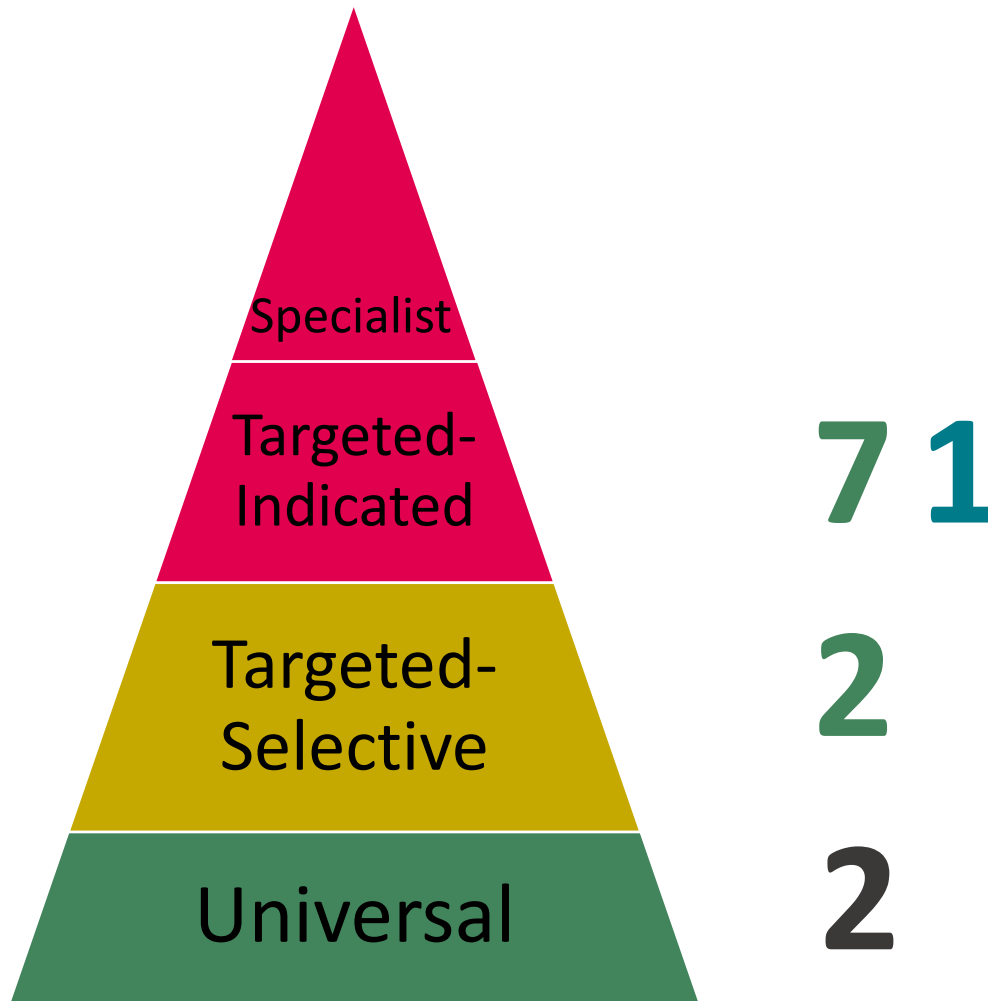 Specialist
Targeted-
Indicated
7 1
Targeted-
Selective
2
Universal
2